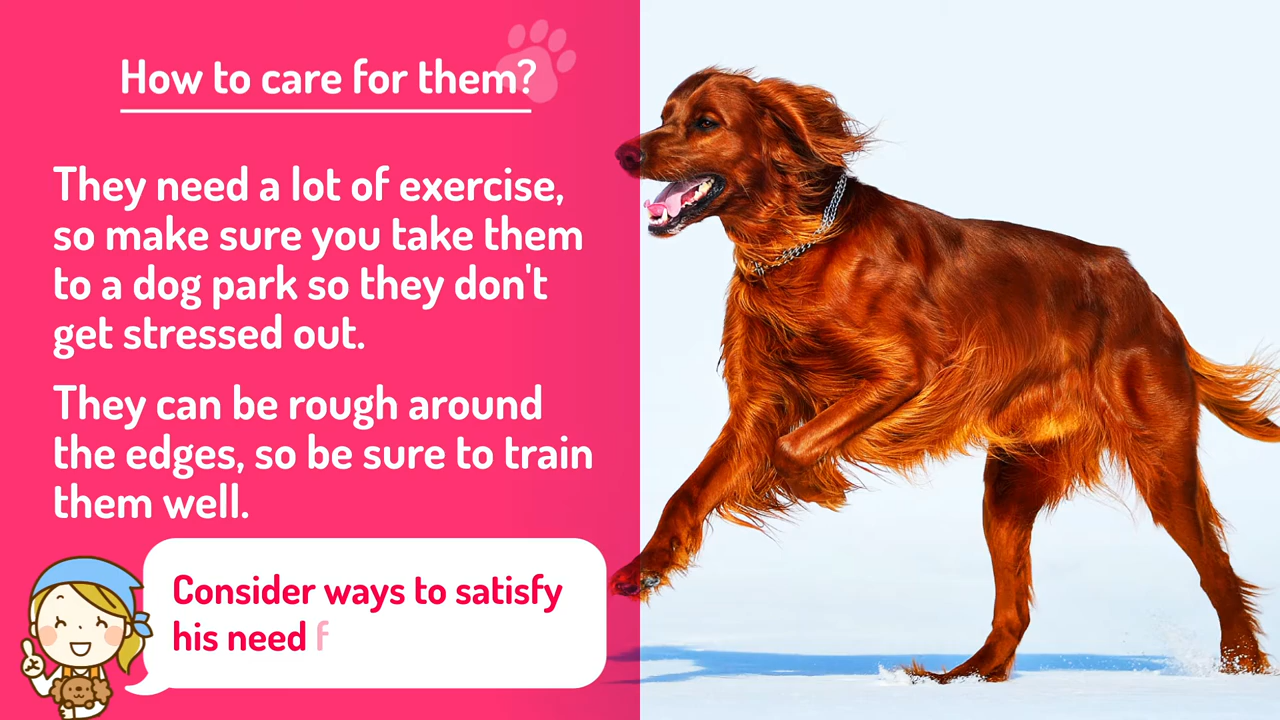 How to care for them?
They need a lot of exercise,
so make sure you take them
to a dog park so they don't
get stressed out.
They can be rough around
the edges, so be sure to train
them well.
Consider ways to satisfy
his need f